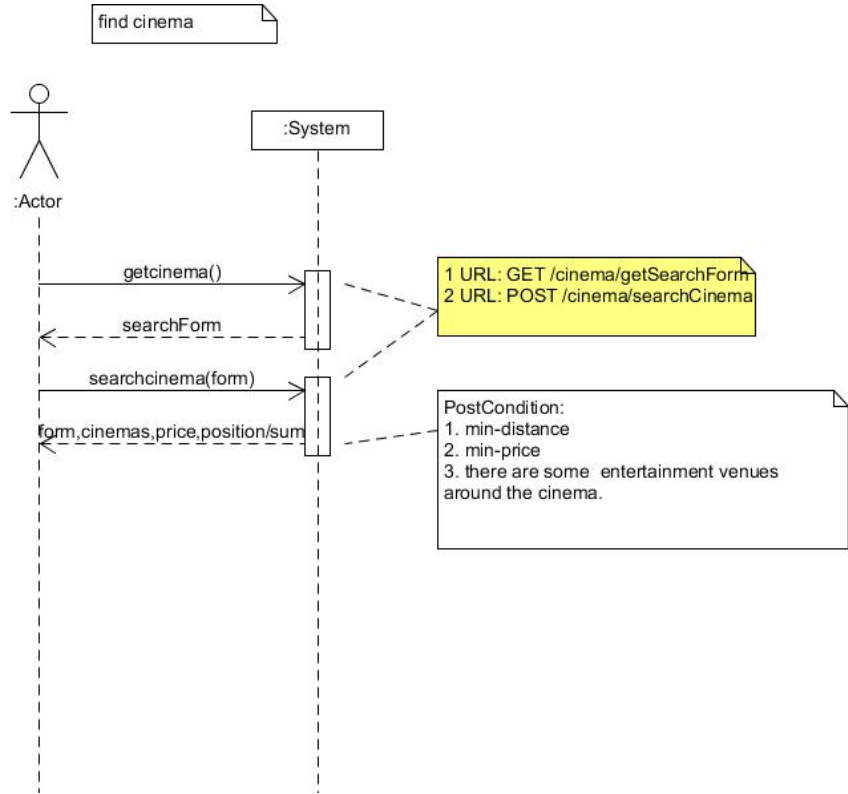 find cinema
:System
:Actor
getcinema()
1 URL: GET /cinema/getSearchForm
2 URL: POST /cinema/searchCinema
searchForm
searchcinema(form)
form,cinemas,price,position/sum
PostCondition:
1. min-distance
2. min-price
3. there are some  entertainment venues
around the cinema.